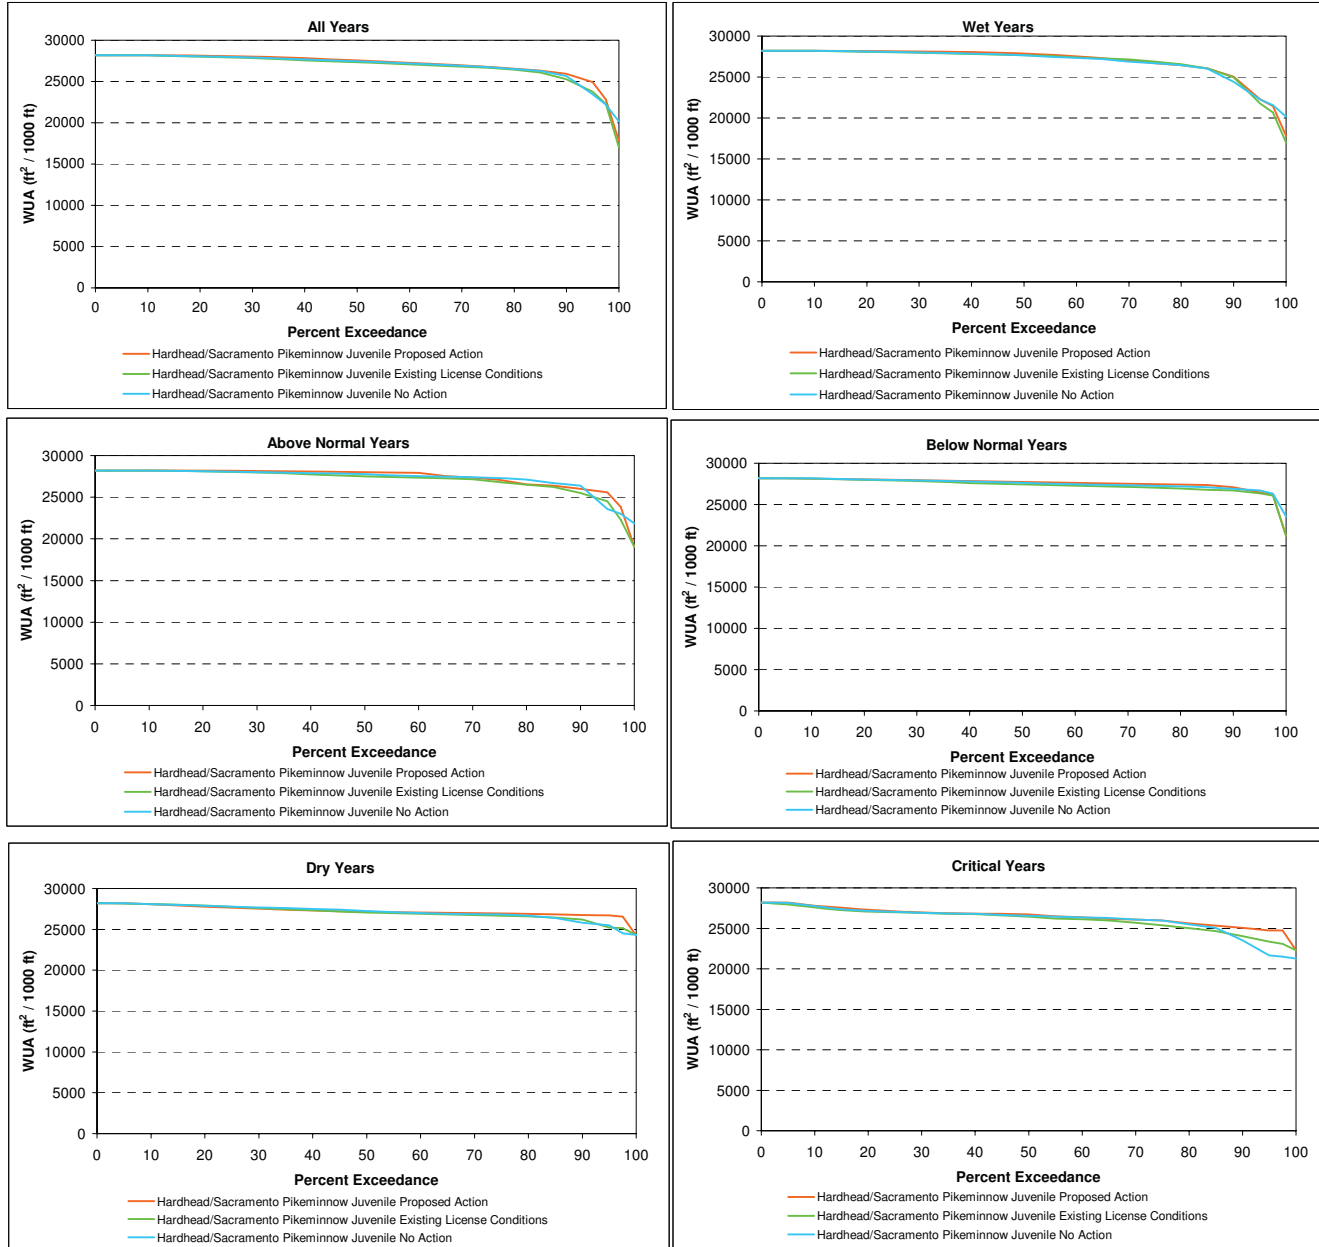 All Years
30000
25000
20000
15000
10000
5000
0
WUA (ft² / 1000 ft)
0 10 20 30 40 50 60 70 80 90 100
Percent Exceedance
Hardhead/Sacramento Pikeminnow Juvenile Proposed Action
Hardhead/Sacramento Pikeminnow Juvenile Existing License Conditions
Hardhead/Sacramento Pikeminnow Juvenile No Action
Wet Years
30000
25000
20000
15000
10000
5000
0
WUA (ft² / 1000 ft)
0 10 20 30 40 50 60 70 80 90 100
Percent Exceedance
Hardhead/Sacramento Pikeminnow Juvenile Proposed Action
Hardhead/Sacramento Pikeminnow Juvenile Existing License Conditions
Hardhead/Sacramento Pikeminnow Juvenile No Action
Above Normal Years
30000
25000
20000
15000
10000
5000
0
WUA (ft² / 1000 ft)
0 10 20 30 40 50 60 70 80 90 100
Percent Exceedance
Hardhead/Sacramento Pikeminnow Juvenile Proposed Action
Hardhead/Sacramento Pikeminnow Juvenile Existing License Conditions
Hardhead/Sacramento Pikeminnow Juvenile No Action
Below Normal Years
30000
25000
20000
15000
10000
5000
0
WUA (ft² / 1000 ft)
0 10 20 30 40 50 60 70 80 90 100
Percent Exceedance
Hardhead/Sacramento Pikeminnow Juvenile Proposed Action
Hardhead/Sacramento Pikeminnow Juvenile Existing License Conditions
Hardhead/Sacramento Pikeminnow Juvenile No Action
Dry Years
30000
25000
20000
15000
10000
5000
0
WUA (ft² / 1000 ft)
0 10 20 30 40 50 60 70 80 90 100
Percent Exceedance
Hardhead/Sacramento Pikeminnow Juvenile Proposed Action
Hardhead/Sacramento Pikeminnow Juvenile Existing License Conditions
Hardhead/Sacramento Pikeminnow Juvenile No Action
Critical Years
30000
25000
20000
15000
10000
5000
0
WUA (ft² / 1000 ft)
0 10 20 30 40 50 60 70 80 90 100
Percent Exceedance
Hardhead/Sacramento Pikeminnow Juvenile Proposed Action
Hardhead/Sacramento Pikeminnow Juvenile Existing License Conditions
Hardhead/Sacramento Pikeminnow Juvenile No Action